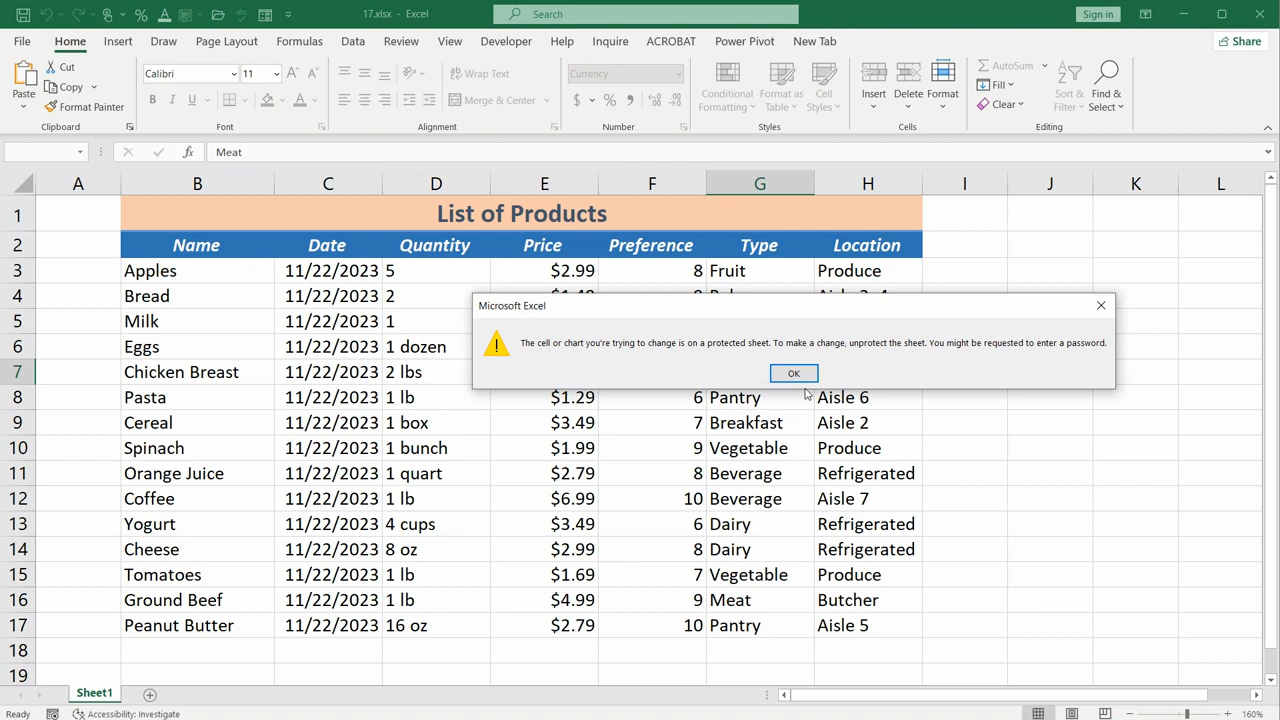 17.xlsx - Excel
Search
Sign in
File Home Insert Draw Page Layout Formulas Data Review View Developer Help Inquire ACROBAT Power Pivot New Tab Share
Paste
Cut
Copy
Format Painter
Clipboard
Calibri 11
B I U
Font
Wrap Text
Merge & Center
Alignment
Currency
$ % ,
Number
Conditional Formatting
Format as Table
Cell Styles
Styles
Insert
Delete
Format
Cells
AutoSum
Fill
Clear
Sort & Filter
Find & Select
Editing
fx Meat
A B C D E F G H I J K L
1 List of Products
2 Name Date Quantity Price Preference Type Location
3 Apples 11/22/2023 5 $2.99 8 Fruit Produce
4 Bread 11/22/2023 2
5 Milk 11/22/2023 1
6 Eggs 11/22/2023 1 dozen
7 Chicken Breast 11/22/2023 2 lbs
Microsoft Excel
The cell or chart you're trying to change is on a protected sheet. To make a change, unprotect the sheet. You might be requested to enter a password.
OK
8 Pasta 11/22/2023 1 lb $1.29 6 Pantry Aisle 6
9 Cereal 11/22/2023 1 box $3.49 7 Breakfast Aisle 2
10 Spinach 11/22/2023 1 bunch $1.99 9 Vegetable Produce
11 Orange Juice 11/22/2023 1 quart $2.79 8 Beverage Refrigerated
12 Coffee 11/22/2023 1 lb $6.99 10 Beverage Aisle 7
13 Yogurt 11/22/2023 4 cups $3.49 6 Dairy Refrigerated
14 Cheese 11/22/2023 8 oz $2.99 8 Dairy Refrigerated
15 Tomatoes 11/22/2023 1 lb $1.69 7 Vegetable Produce
16 Ground Beef 11/22/2023 1 lb $4.99 9 Meat Butcher
17 Peanut Butter 11/22/2023 16 oz $2.79 10 Pantry Aisle 5
18
19
Sheet1
Ready Accessibility: Investigate 160%